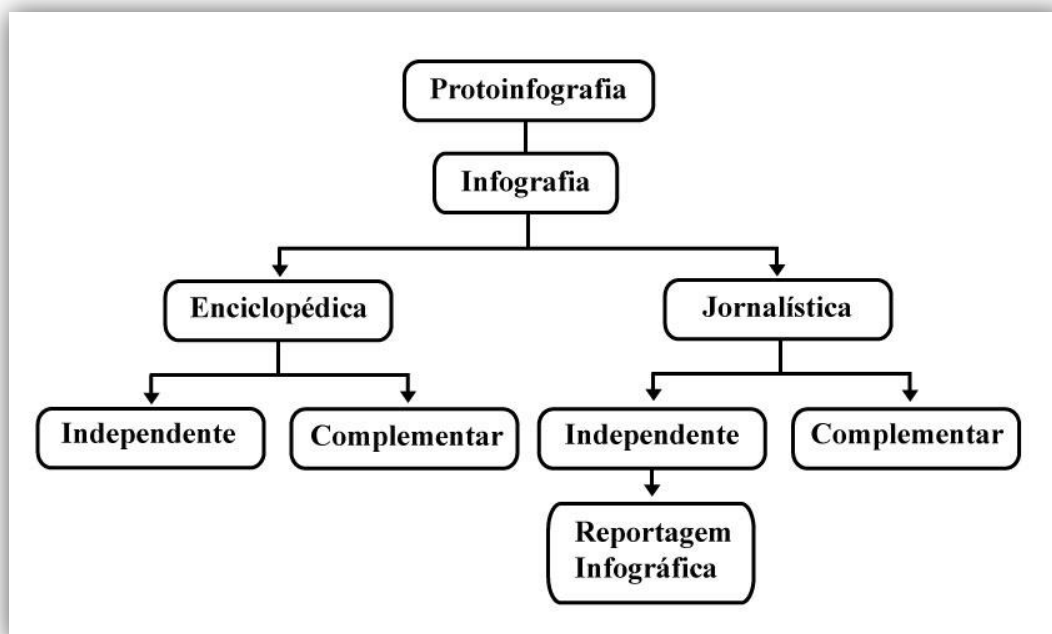 Protoinfografia
Infografia
Enciclopédica
Jornalística
Independente
Complementar
Independente
Complementar
Reportagem
Infográfica